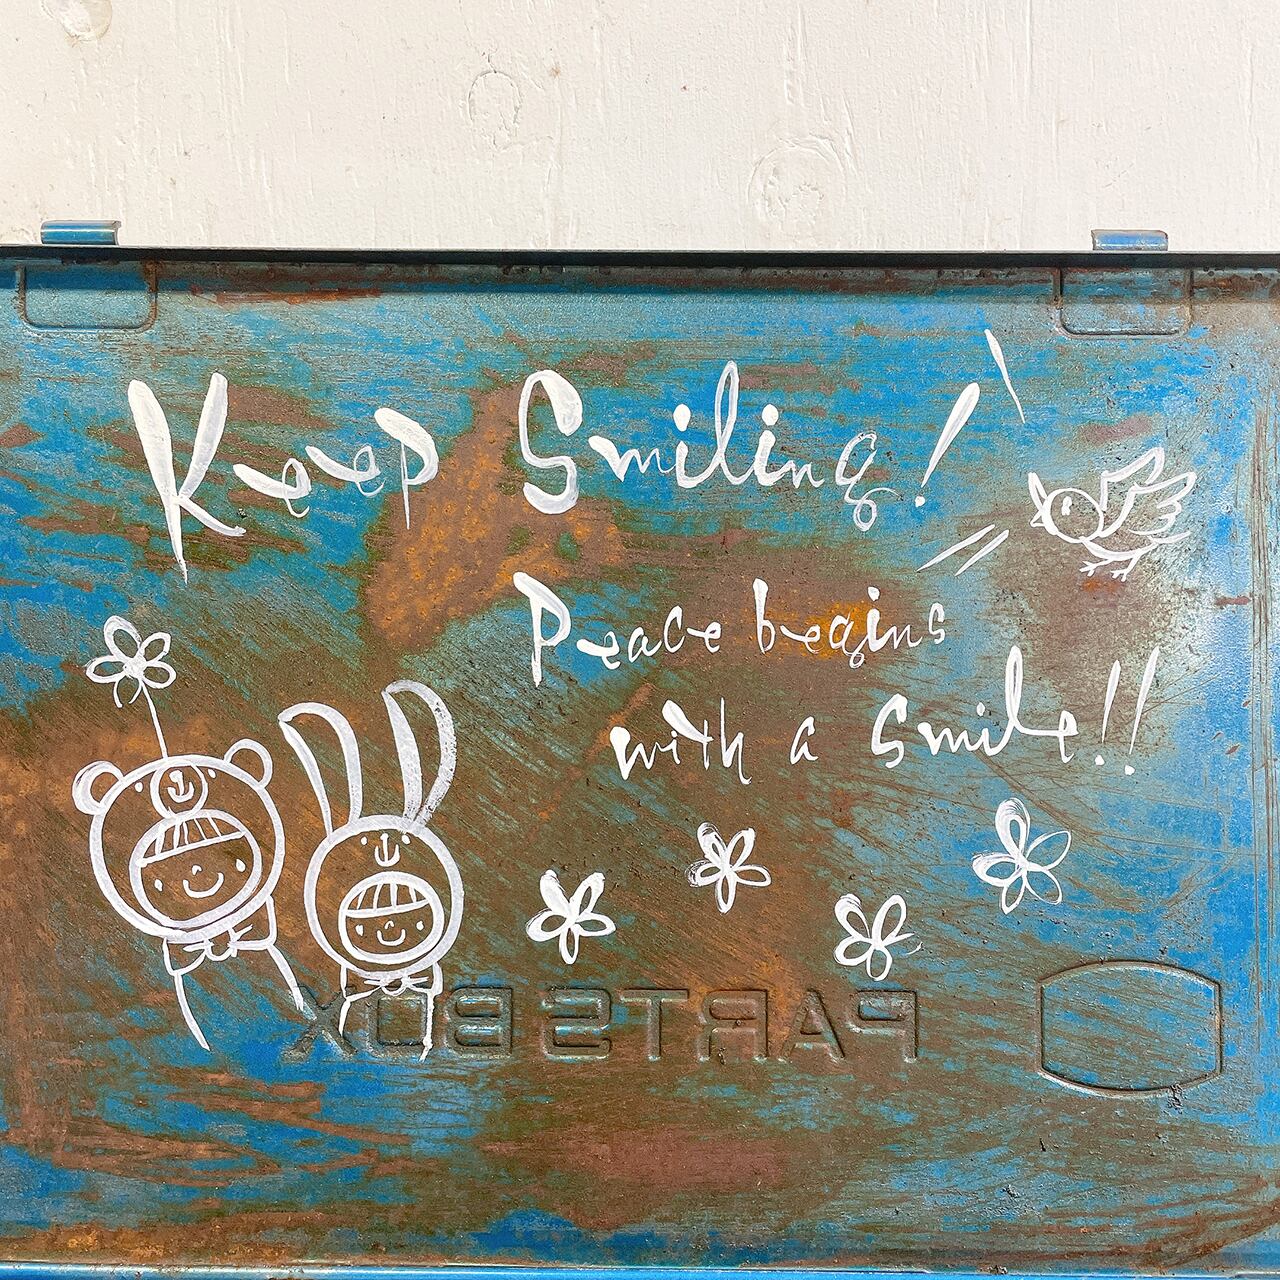 Keep Smiling!
Peace begins
with a Smile!!
PARTS BOX